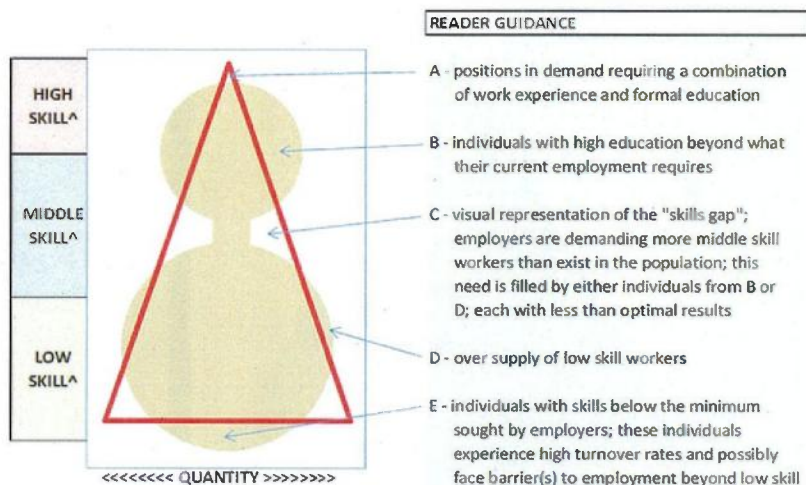 READER GUIDANCE
HIGH
SKILL^
MIDDLE
SKILL^
LOW
SKILL^
<<<<<<<< QUANTITY >>>>>>>>
A - positions in demand requiring a combination
of work experience and formal education
B - individuals with high education beyond what
their current employment requires
C - visual representation of the "skills gap";
employers are demanding more middle skill
workers than exist in the population; this
need is filled by either individuals from B or
D; each with less than optimal results
D - over supply of low skill workers
E - individuals with skills below the minimum
sought by employers; these individuals
experience high turnover rates and possibly
face barrier(s) to employment beyond low skill